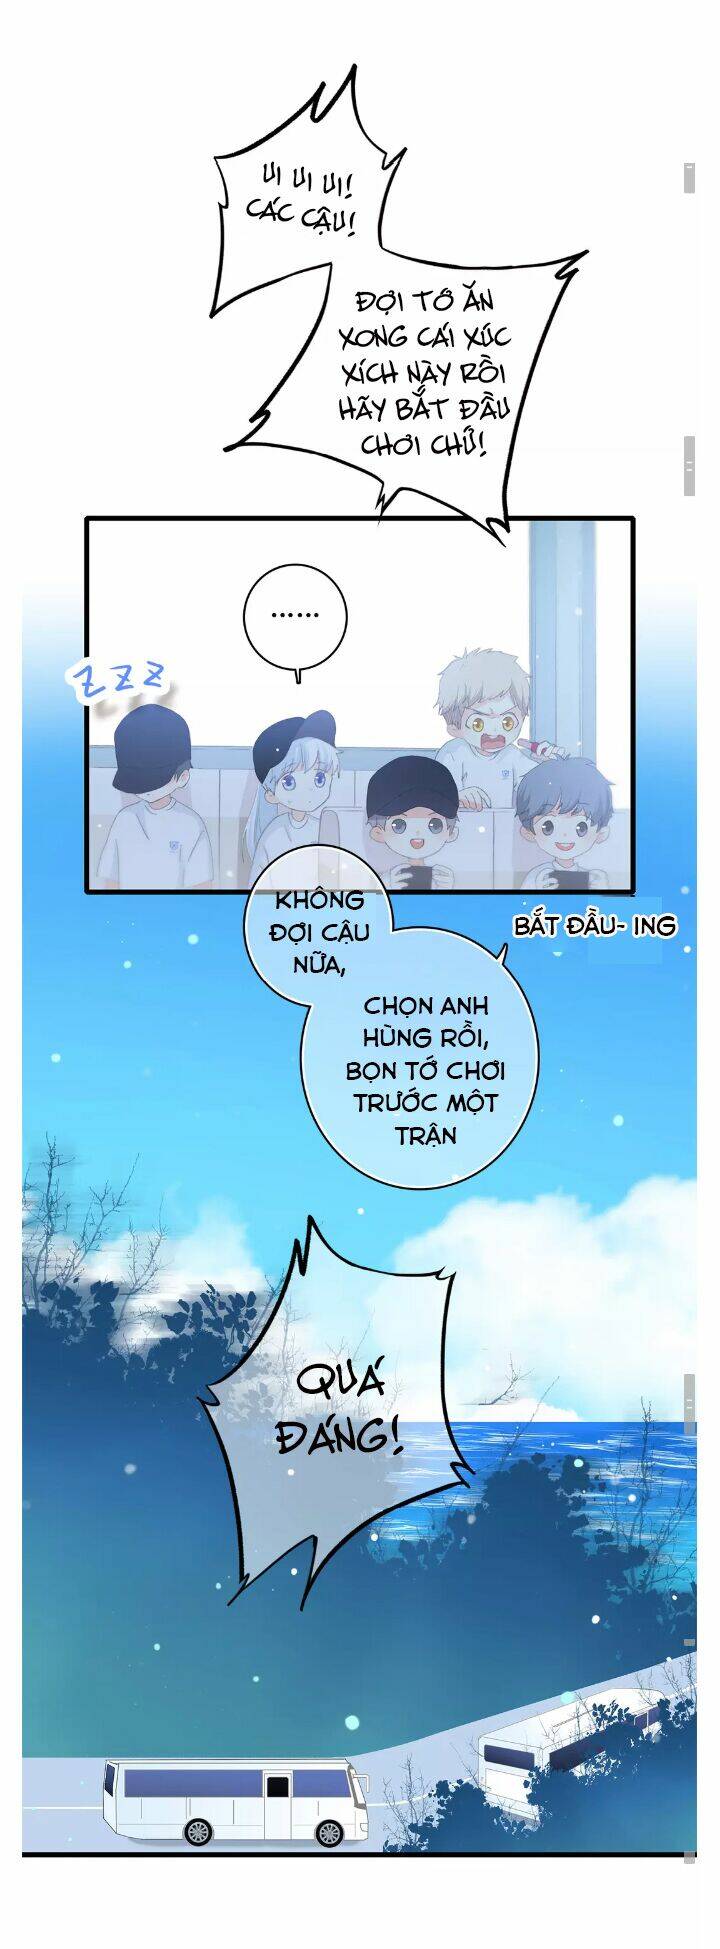 UI UI UI!
CÁC CẬU!
ĐỢI TỚ ĂN
XONG CÁI XÚC
XÍCH NÀY RỒI
HÃY BẮT ĐẦU
CHƠI CHỨ!
......
Z Z Z
KHÔNG
ĐỢI CẬU
NỮA,
BẮT ĐẦU- ING
CHỌN ANH
HÙNG RỒI,
BỌN TỚ CHƠI
TRƯỚC MỘT
TRẬN
QUÁ
ĐÁNG!